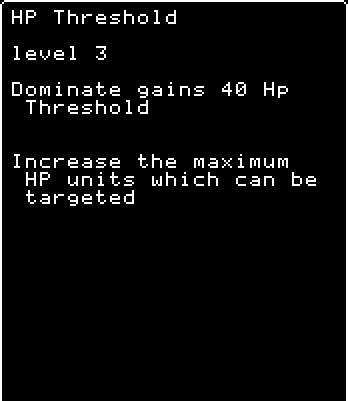 HP Threshold
level 3
Dominate gains 40 Hp
Threshold
Increase the maximum
HP units which can be
targeted